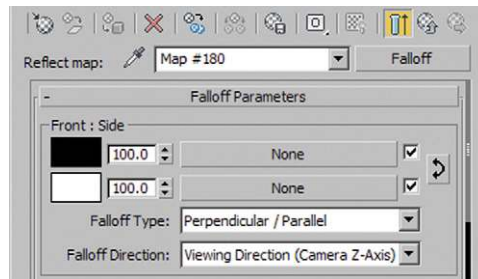 Reflect map: Map #180 Falloff
- Falloff Parameters
Front : Side
100.0 None
100.0 None
Falloff Type: Perpendicular / Parallel
Falloff Direction: Viewing Direction (Camera Z-Axis)